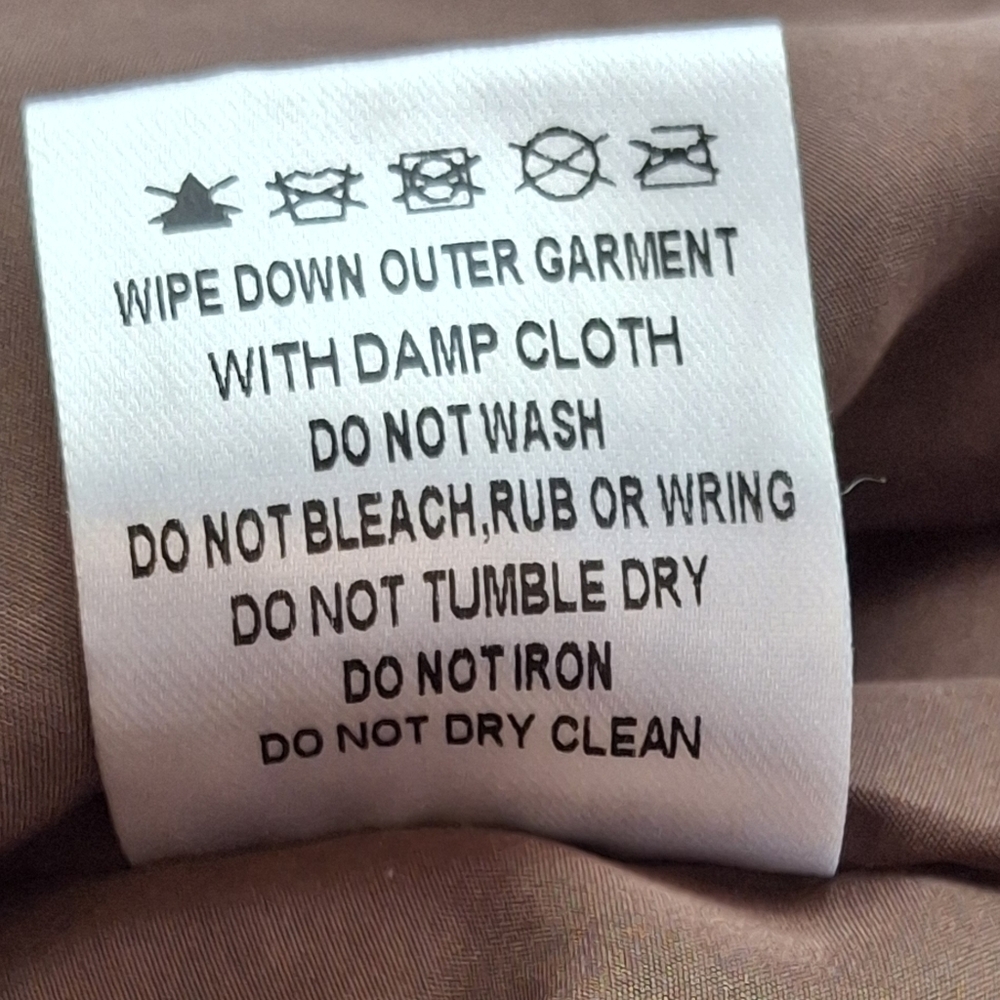 WIPE DOWN OUTER GARMENT
WITH DAMP CLOTH
DO NOT WASH
DO NOT BLEACH,RUB OR WRING
DO NOT TUMBLE DRY
DO NOT IRON
DO NOT DRY CLEAN